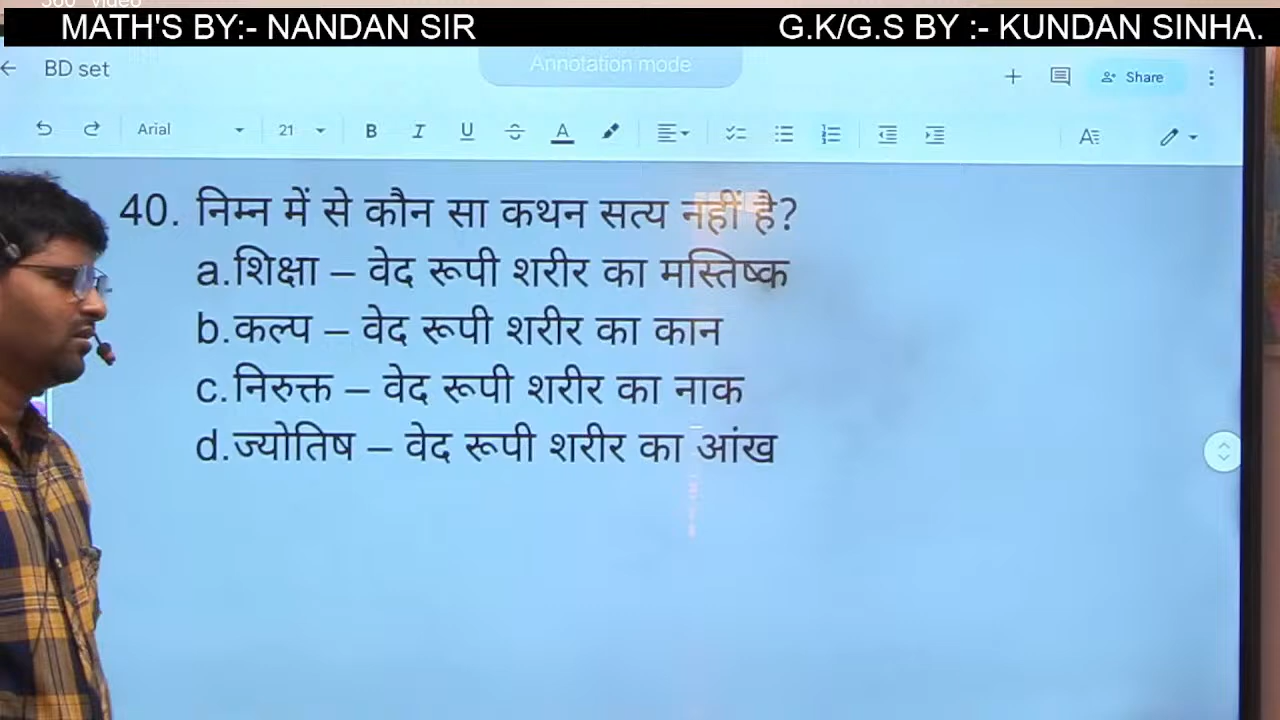 MATH'S BY:- NANDAN SIR
G.K/G.S BY :- KUNDAN SINHA.
BD set
Annotation mode
Share
Arial
21
B I U S A
40. निम्न में से कौन सा कथन सत्य नहीं है?
a.शिक्षा – वेद रूपी शरीर का मस्तिष्क
b.कल्प – वेद रूपी शरीर का कान
c.निरुक्त – वेद रूपी शरीर का नाक
d.ज्योतिष – वेद रूपी शरीर का आंख